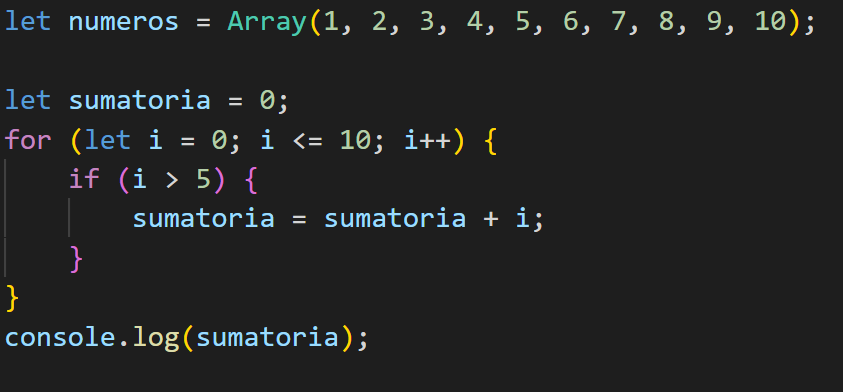 let numeros = Array(1, 2, 3, 4, 5, 6, 7, 8, 9, 10);
let sumatoria = 0;
for (let i = 0; i <= 10; i++) {
    if (i > 5) {
        sumatoria = sumatoria + i;
    }
}
console.log(sumatoria);